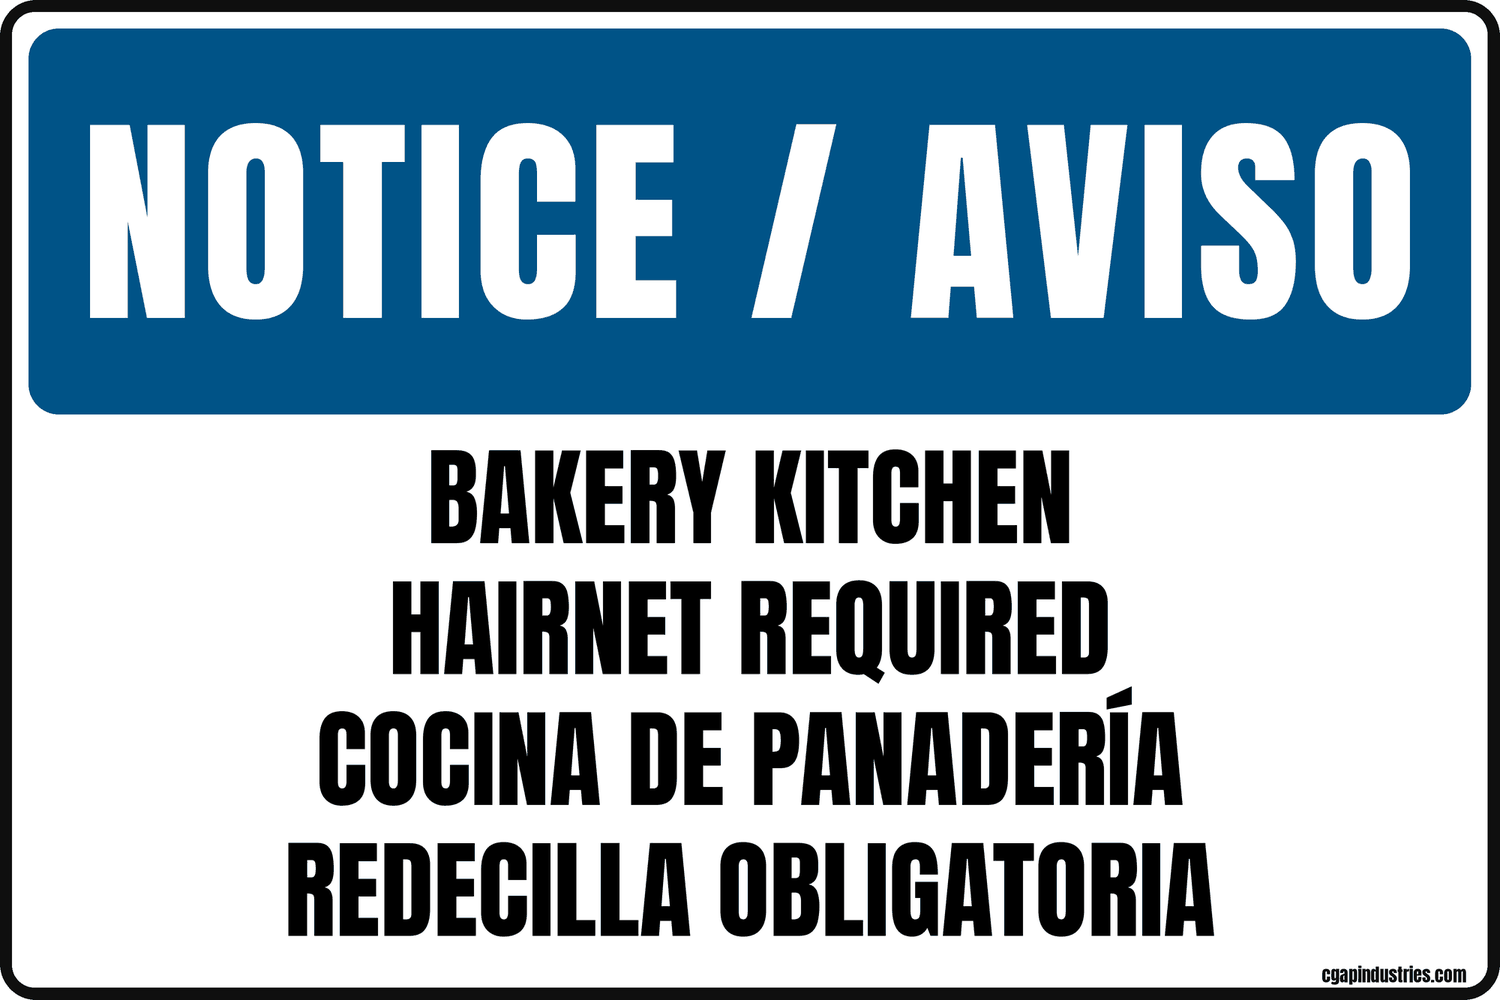 NOTICE / AVISO
BAKERY KITCHEN
HAIRNET REQUIRED
COCINA DE PANADERÍA
REDECILLA OBLIGATORIA
cgapindustries.com